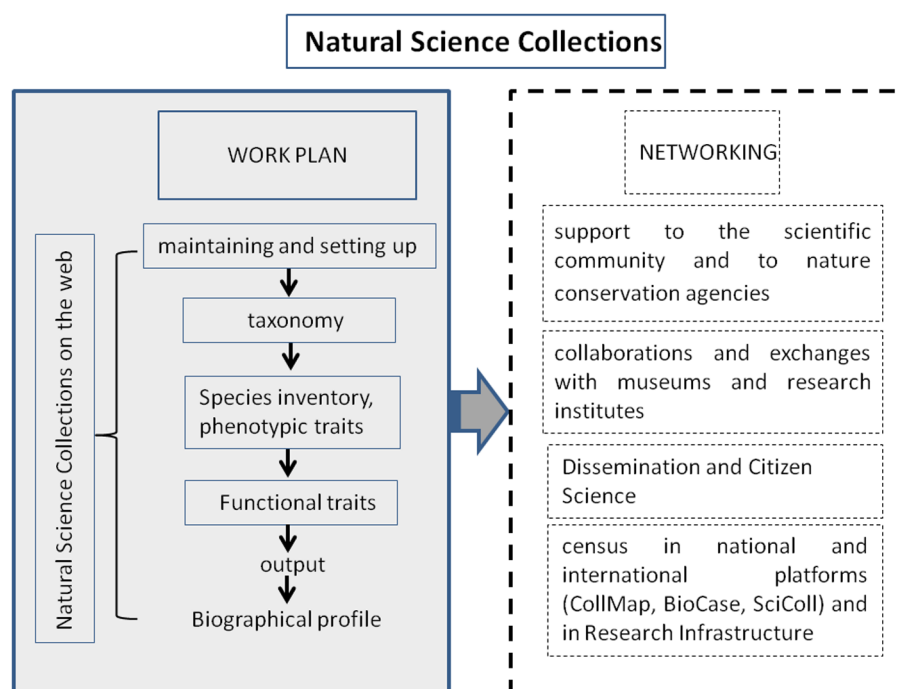 Natural Science Collections
WORK PLAN
Natural Science Collections on the web
maintaining and setting up
taxonomy
Species inventory,
phenotypic traits
Functional traits
output
Biographical profile
NETWORKING
support to the scientific
community and to nature
conservation agencies
collaborations and exchanges
with museums and research
institutes
Dissemination and Citizen
Science
census in national and
international platforms
(CollMap, BioCase, SciColl) and
in Research Infrastructure